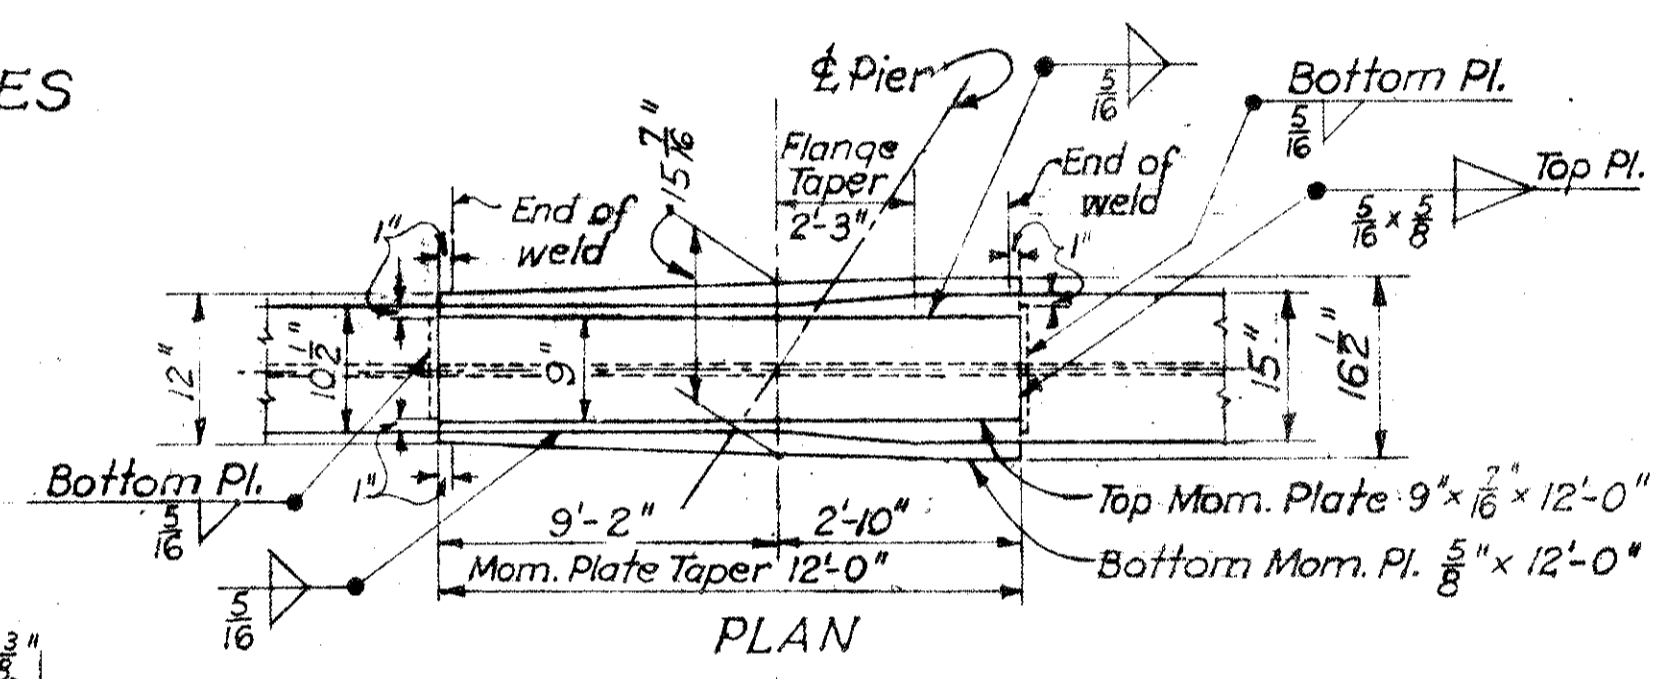 ES
℄ Pier
5/16
Bottom Pl.
5/16
Top Pl.
5/16 x 5/8
15 7/16"
Flange
Taper
2'-3"
End of
weld
1"
End of
weld
1"
12"
10 1/2"
9"
15"
16 1/2"
Bottom Pl.
5/16
1"
9'-2"
2'-10"
Top Mom. Plate 9" x 7/16" x 12'-0"
Mom. Plate Taper 12'-0"
Bottom Mom. Pl. 5/8" x 12'-0"
5/16
PLAN